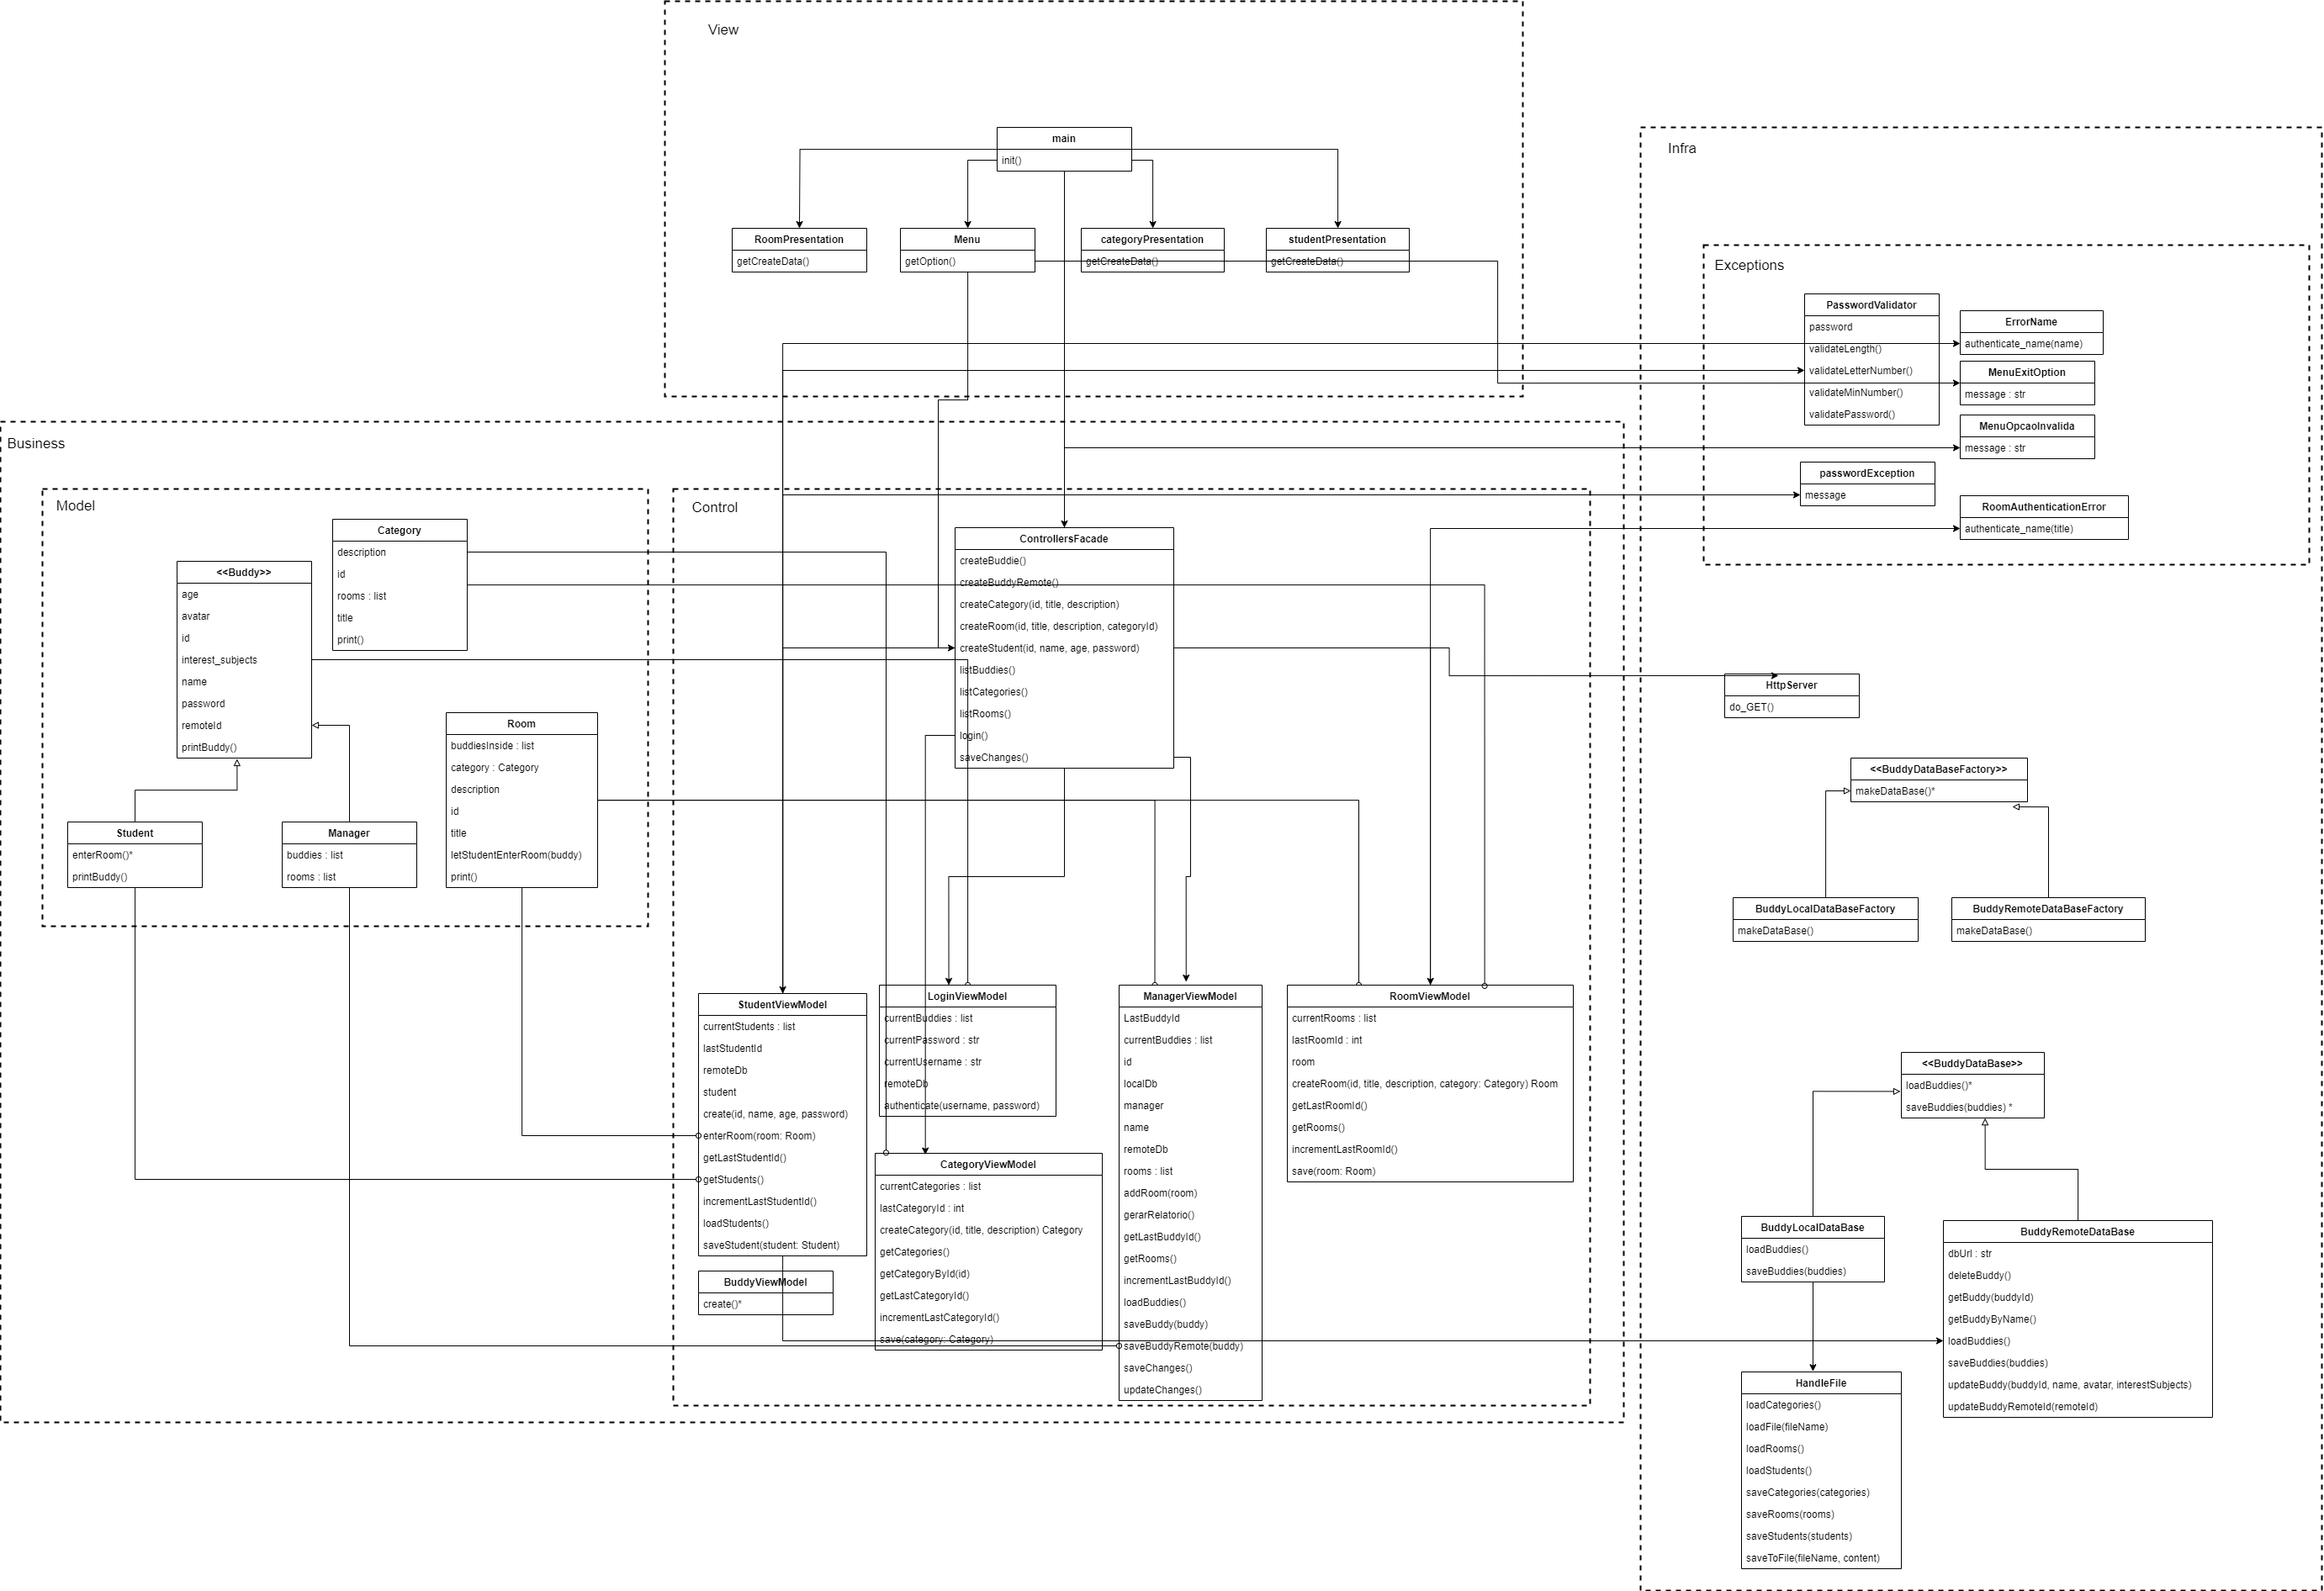 View
main
init()
RoomPresentation
getCreateData()
Menu
getOption()
categoryPresentation
getCreateData()
studentPresentation
getCreateData()
Infra
Exceptions
PasswordValidator
password
validateLength()
validateLetterNumber()
validateMinNumber()
validatePassword()
ErrorName
authenticate_name(name)
MenuExitOption
message : str
MenuOpcaoInvalida
message : str
passwordException
message
RoomAuthenticationError
authenticate_name(title)
Business
Model
Category
description
id
rooms : list
title
print()
<<Buddy>>
age
avatar
id
interest_subjects
name
password
remoteId
printBuddy()
Room
buddiesInside : list
category : Category
description
id
title
letStudentEnterRoom(buddy)
print()
Student
enterRoom()*
printBuddy()
Manager
buddies : list
rooms : list
Control
ControllersFacade
createBuddie()
createBuddyRemote()
createCategory(id, title, description)
createRoom(id, title, description, categoryId)
createStudent(id, name, age, password)
listBuddies()
listCategories()
listRooms()
login()
saveChanges()
StudentViewModel
currentStudents : list
lastStudentId
remoteDb
student
create(id, name, age, password)
enterRoom(room: Room)
getLastStudentId()
getStudents()
incrementLastStudentId()
loadStudents()
saveStudent(student: Student)
BuddyViewModel
create()*
LoginViewModel
currentBuddies : list
currentPassword : str
currentUsername : str
remoteDb
authenticate(username, password)
CategoryViewModel
currentCategories : list
lastCategoryId : int
createCategory(id, title, description) Category
getCategories()
getCategoryById(id)
getLastCategoryId()
incrementLastCategoryId()
save(category: Category)
ManagerViewModel
LastBuddyId
currentBuddies : list
id
localDb
manager
name
remoteDb
rooms : list
addRoom(room)
gerarRelatorio()
getLastBuddyId()
getRooms()
incrementLastBuddyId()
loadBuddies()
saveBuddy(buddy)
saveBuddyRemote(buddy)
saveChanges()
updateChanges()
RoomViewModel
currentRooms : list
lastRoomId : int
room
createRoom(id, title, description, category: Category) Room
getLastRoomId()
getRooms()
incrementLastRoomId()
save(room: Room)
HttpServer
do_GET()
<<BuddyDataBaseFactory>>
makeDataBase()*
BuddyLocalDataBaseFactory
makeDataBase()
BuddyRemoteDataBaseFactory
makeDataBase()
<<BuddyDataBase>>
loadBuddies()*
saveBuddies(buddies) *
BuddyLocalDataBase
loadBuddies()
saveBuddies(buddies)
BuddyRemoteDataBase
dbUrl : str
deleteBuddy()
getBuddy(buddyId)
getBuddyByName()
loadBuddies()
saveBuddies(buddies)
updateBuddy(buddyId, name, avatar, interestSubjects)
updateBuddyRemoteId(remoteId)
HandleFile
loadCategories()
loadFile(fileName)
loadRooms()
loadStudents()
saveCategories(categories)
saveRooms(rooms)
saveStudents(students)
saveToFile(fileName, content)